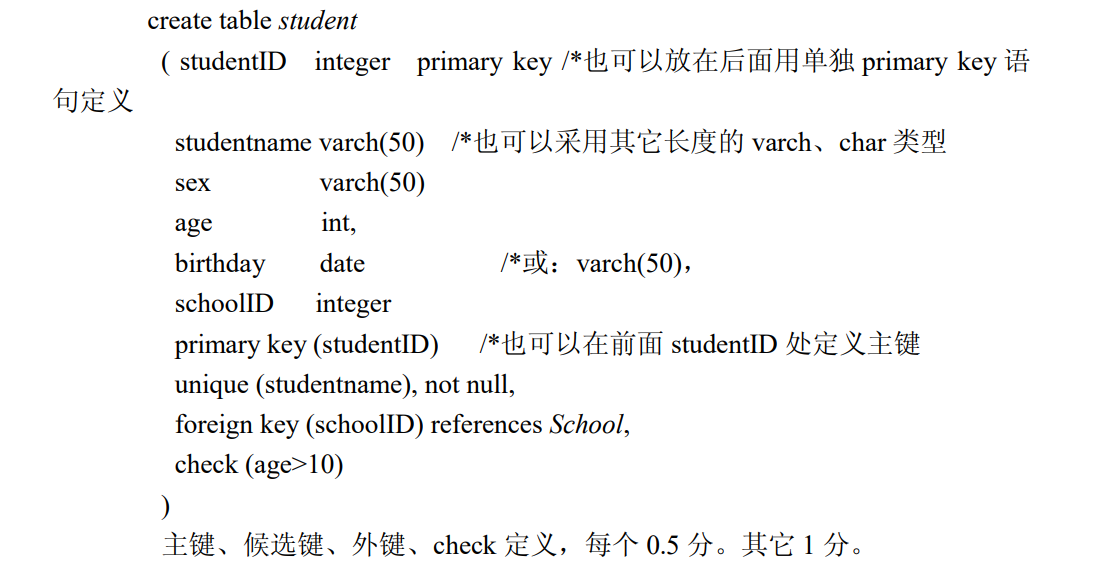 create table student
( studentID integer primary key /*也可以放在后面用单独 primary key 语
句定义
studentname varch(50) /*也可以采用其它长度的 varch、char 类型
sex varch(50)
age int,
birthday date /*或：varch(50)，
schoolID integer
primary key (studentID) /*也可以在前面 studentID 处定义主键
unique (studentname), not null,
foreign key (schoolID) references School,
check (age>10)
)
主键、候选键、外键、check 定义，每个 0.5 分。其它 1 分。